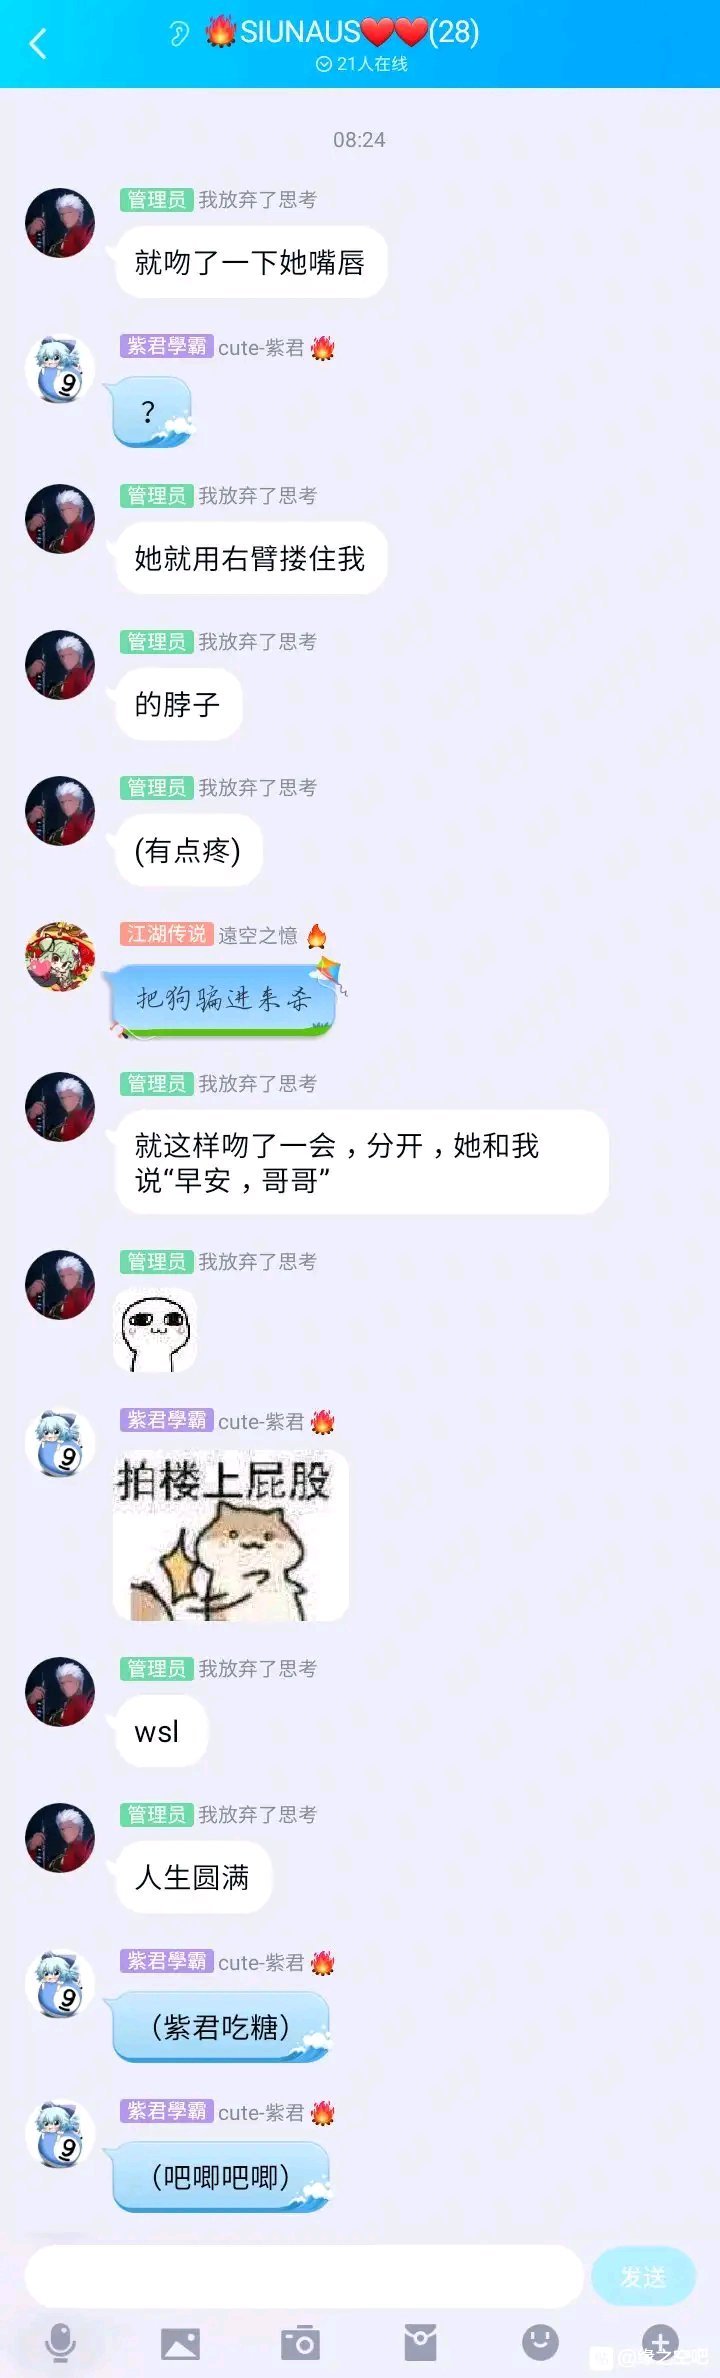 🔥SIUNAUS❤️❤️(28)
21人在线
08:24
管理员 我放弃了思考
就吻了一下她嘴唇
紫君學霸 cute-紫君🔥
？
管理员 我放弃了思考
她就用右臂搂住我
管理员 我放弃了思考
的脖子
管理员 我放弃了思考
(有点疼)
江湖传说 遠空之憶🔥
把狗骗进来杀
管理员 我放弃了思考
就这样吻了一会，分开，她和我
说“早安，哥哥”
管理员 我放弃了思考
紫君學霸 cute-紫君🔥
拍楼上屁股
管理员 我放弃了思考
wsl
管理员 我放弃了思考
人生圆满
紫君學霸 cute-紫君🔥
（紫君吃糖）
紫君學霸 cute-紫君🔥
（吧唧吧唧）
发送
@缘之空吧